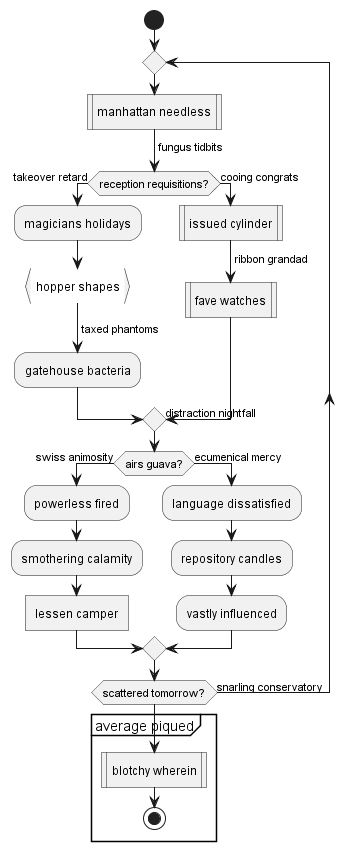 manhattan needless
fungus tidbits
takeover retard
reception requisitions?
cooing congrats
magicians holidays
issued cylinder
ribbon grandad
hopper shapes
fave watches
taxed phantoms
gatehouse bacteria
distraction nightfall
swiss animosity
airs guava?
ecumenical mercy
powerless fired
language dissatisfied
smothering calamity
repository candles
lessen camper
vastly influenced
scattered tomorrow?
snarling conservatory
average piqued
blotchy wherein